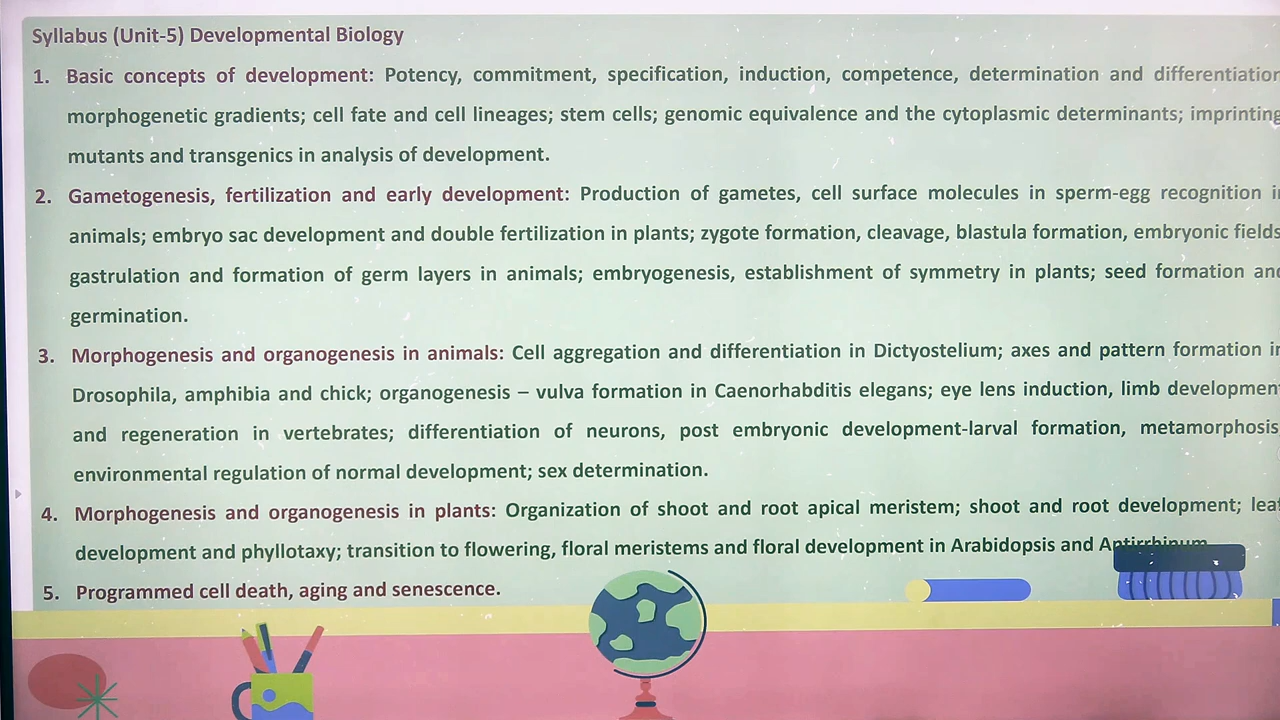 Syllabus (Unit-5) Developmental Biology
1. Basic concepts of development: Potency, commitment, specification, induction, competence, determination and differentiation
morphogenetic gradients; cell fate and cell lineages; stem cells; genomic equivalence and the cytoplasmic determinants; imprinting
mutants and transgenics in analysis of development.
2. Gametogenesis, fertilization and early development: Production of gametes, cell surface molecules in sperm-egg recognition in
animals; embryo sac development and double fertilization in plants; zygote formation, cleavage, blastula formation, embryonic fields
gastrulation and formation of germ layers in animals; embryogenesis, establishment of symmetry in plants; seed formation and
germination.
3. Morphogenesis and organogenesis in animals: Cell aggregation and differentiation in Dictyostelium; axes and pattern formation in
Drosophila, amphibia and chick; organogenesis – vulva formation in Caenorhabditis elegans; eye lens induction, limb development
and regeneration in vertebrates; differentiation of neurons, post embryonic development-larval formation, metamorphosis
environmental regulation of normal development; sex determination.
4. Morphogenesis and organogenesis in plants: Organization of shoot and root apical meristem; shoot and root development; leaf
development and phyllotaxy; transition to flowering, floral meristems and floral development in Arabidopsis and Antirrhinum
5. Programmed cell death, aging and senescence.